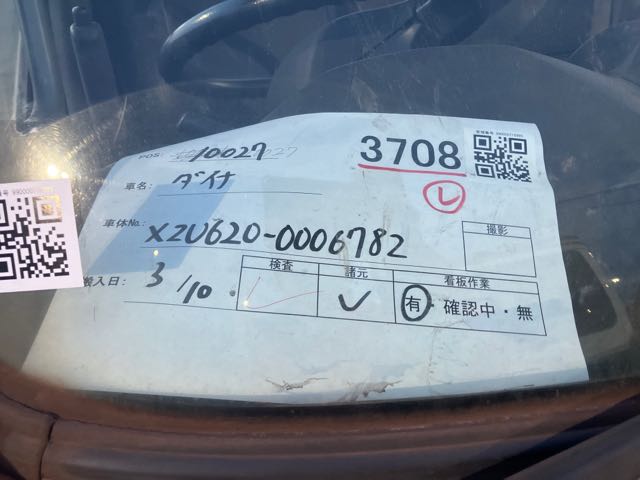 POS: 10027
3708
L
車名: ダイナ
車体No.: XZU620-0006782
撮影
搬入日: 3/10
検査
諸元
看板作業
✓
有・確認中・無